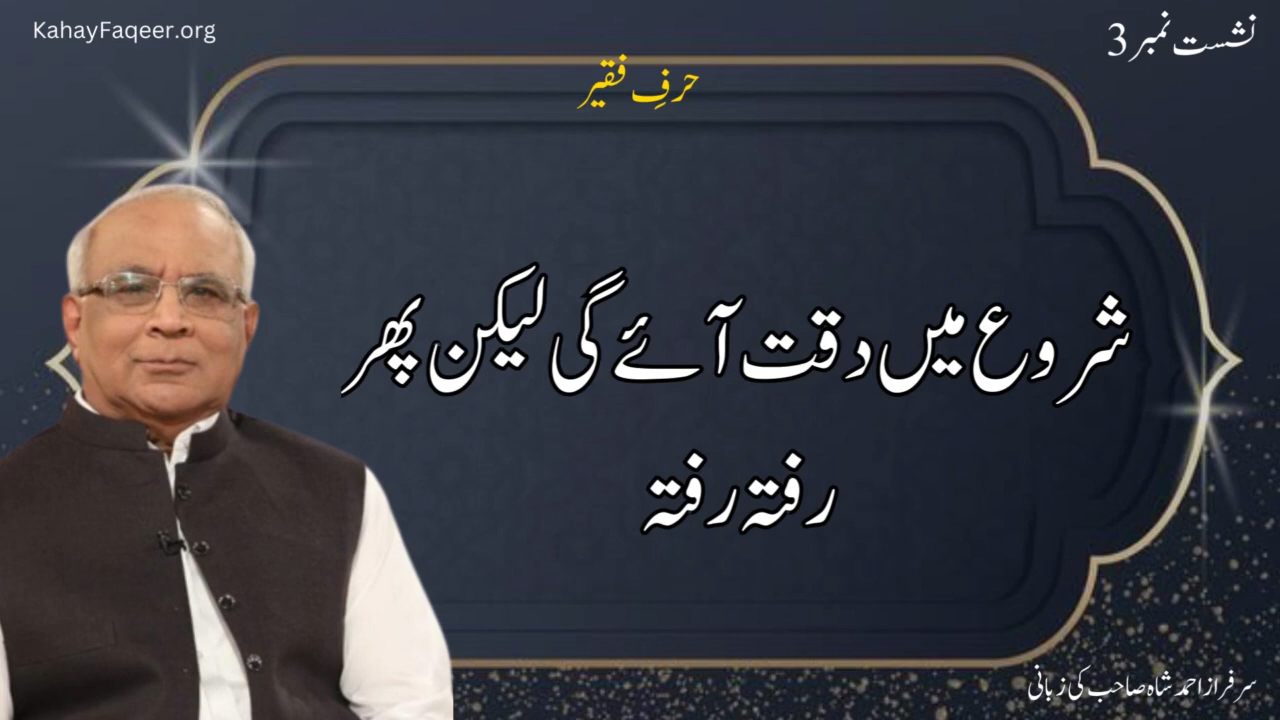 KahayFaqeer.org
نشست نمبر 3
حرفِ فقیر
شروع میں دقت آئے گی لیکن پھر
رفتہ رفتہ
سرفراز احمد شاہ صاحب کی زبانی